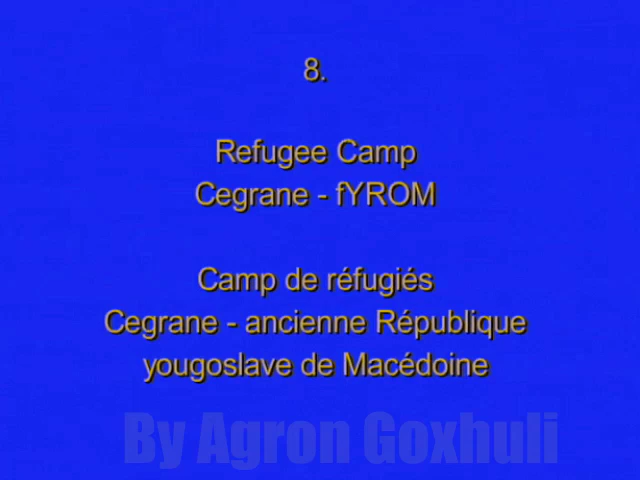 8.
Refugee Camp
Cegrane - fYROM
Camp de réfugiés
Cegrane - ancienne République
yougoslave de Macédoine
By Agron Goxhuli